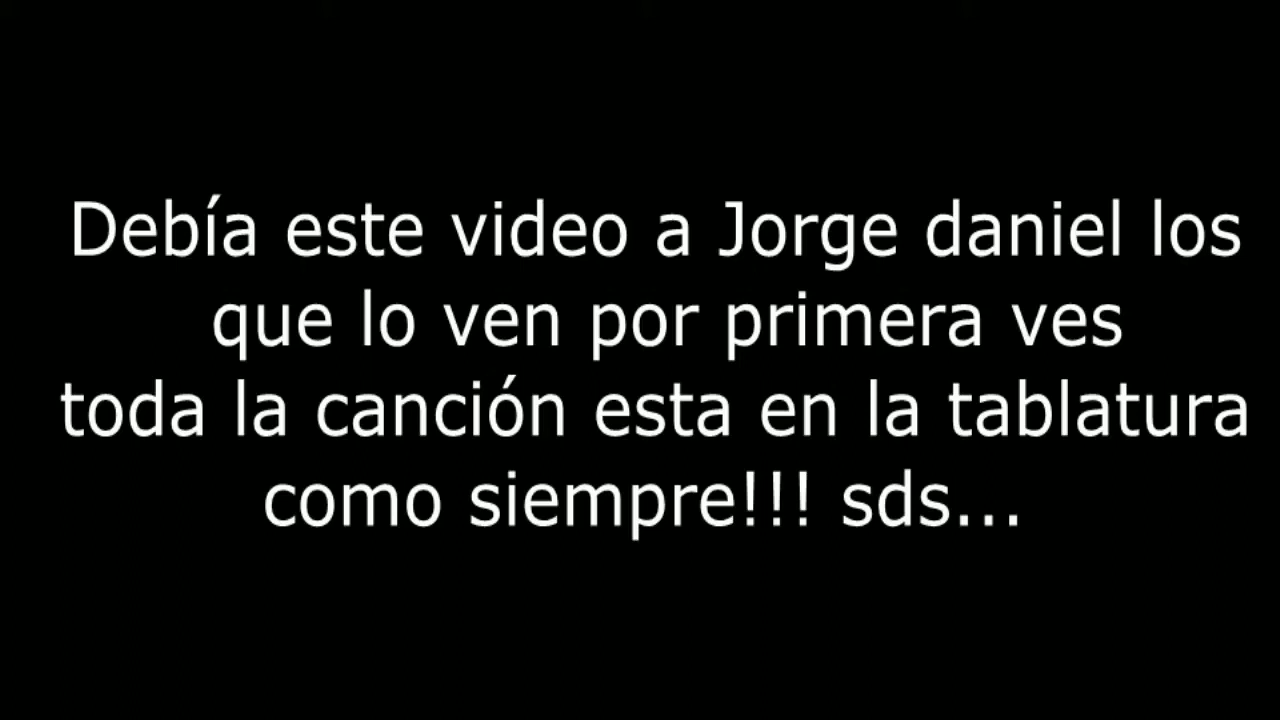 Debía este video a Jorge daniel los
que lo ven por primera ves
toda la canción esta en la tablatura
como siempre!!! sds...